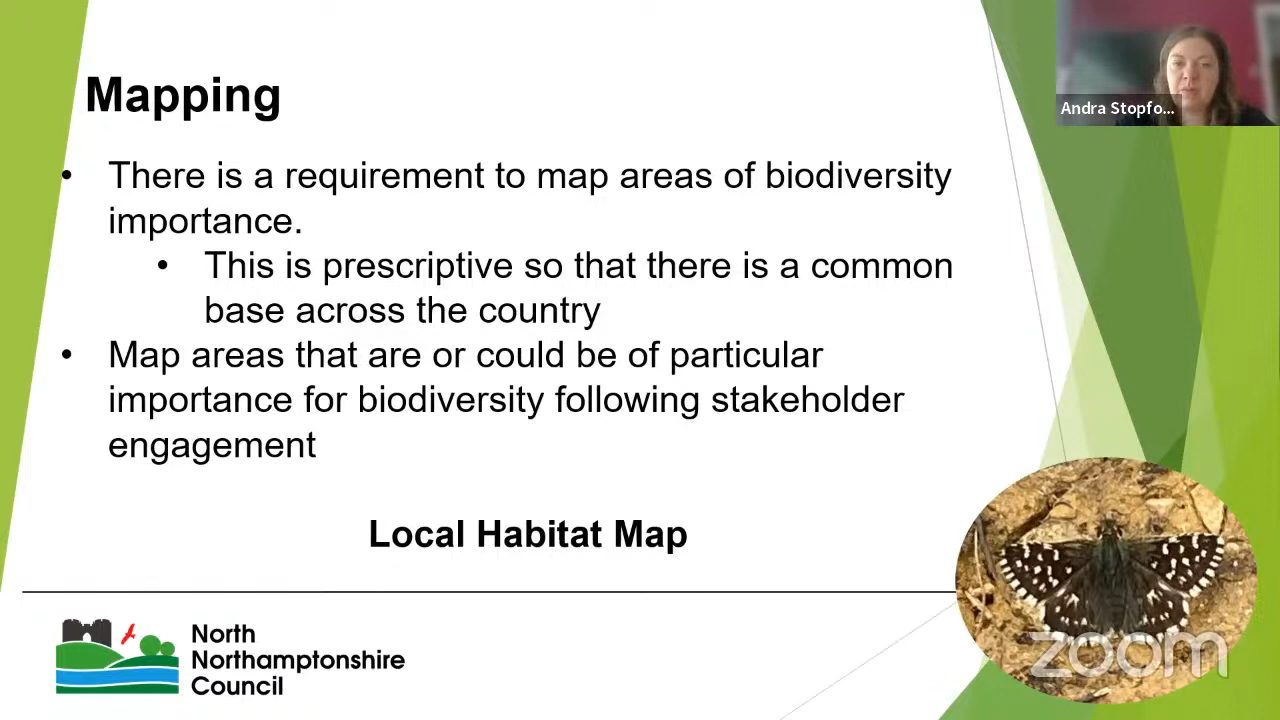 Mapping
Andra Stopfo...
• There is a requirement to map areas of biodiversity
importance.
• This is prescriptive so that there is a common
base across the country
• Map areas that are or could be of particular
importance for biodiversity following stakeholder
engagement
Local Habitat Map
North
Northamptonshire
Council
zoom